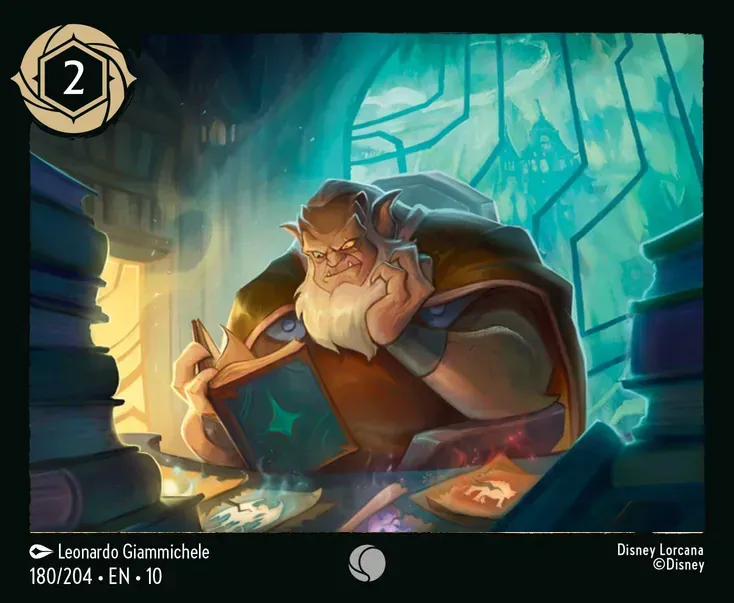 2
Leonardo Giammichele
180/204 • EN • 10
Disney Lorcana
©Disney